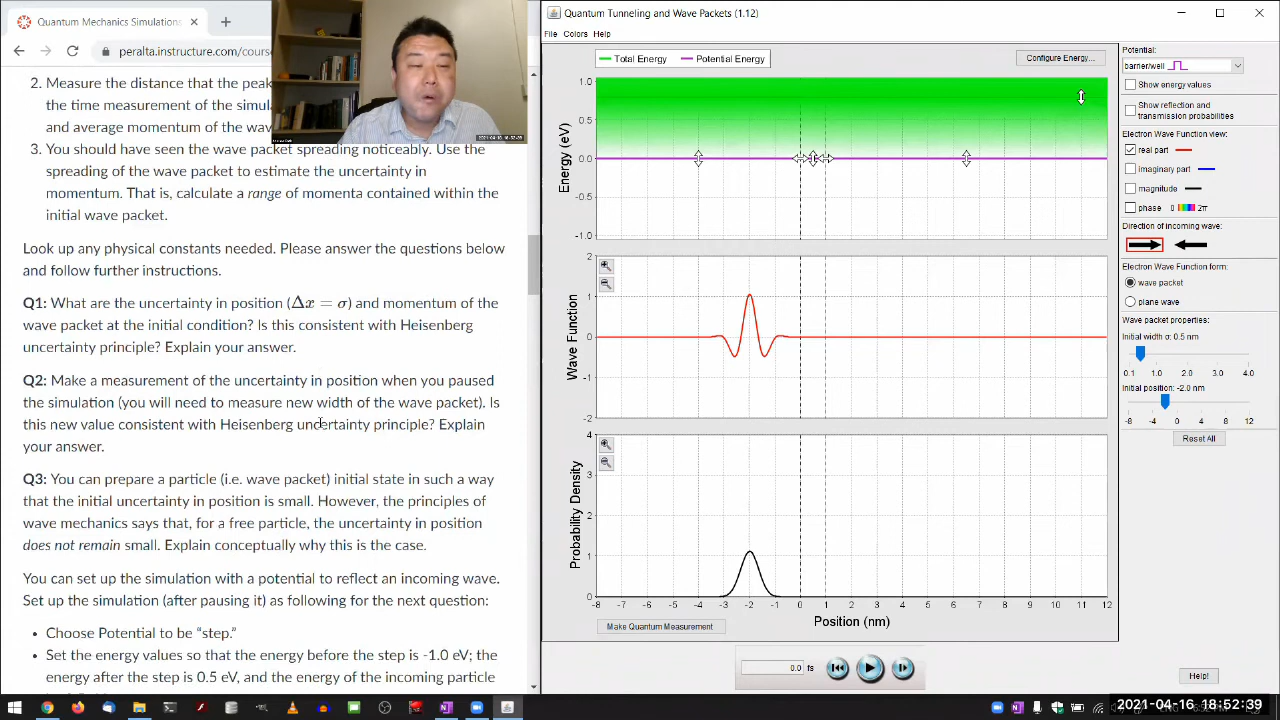 Quantum Mechanics Simulations
peralta.instructure.com/cours
2. Measure the distance that the peak
the time measurement of the simula
and average momentum of the wav
3. You should have seen the wave packet spreading noticeably. Use the
spreading of the wave packet to estimate the uncertainty in
momentum. That is, calculate a range of momenta contained within the
initial wave packet.
Look up any physical constants needed. Please answer the questions below
and follow further instructions.
Q1: What are the uncertainty in position (Δx = σ) and momentum of the
wave packet at the initial condition? Is this consistent with Heisenberg
uncertainty principle? Explain your answer.
Q2: Make a measurement of the uncertainty in position when you paused
the simulation (you will need to measure new width of the wave packet). Is
this new value consistent with Heisenberg uncertainty principle? Explain
your answer.
Q3: You can prepare a particle (i.e. wave packet) initial state in such a way
that the initial uncertainty in position is small. However, the principles of
wave mechanics says that, for a free particle, the uncertainty in position
does not remain small. Explain conceptually why this is the case.
You can set up the simulation with a potential to reflect an incoming wave.
Set up the simulation (after pausing it) as following for the next question:
• Choose Potential to be “step.”
• Set the energy values so that the energy before the step is -1.0 eV; the
energy after the step is 0.5 eV, and the energy of the incoming particle
2021-04-16 18:52:39
Quantum Tunneling and Wave Packets (1.12)
File Colors Help
Total Energy Potential Energy
Configure Energy...
Energy (eV)
1.0
0.5
0.0
-0.5
-1.0
Wave Function
2
1
0
-1
-2
Probability Density
4
3
2
1
0
-8 -7 -6 -5 -4 -3 -2 -1 0 1 2 3 4 5 6 7 8 9 10 11 12
Position (nm)
Make Quantum Measurement
0.0 fs
Potential:
barrier/well
Show energy values
Show reflection and
transmission probabilities
Electron Wave Function view:
real part
imaginary part
magnitude
phase 0 2π
Direction of incoming wave:
Electron Wave Function form:
wave packet
plane wave
Wave packet properties:
Initial width σ: 0.5 nm
0.1 1.0 2.0 3.0 4.0
Initial position: -2.0 nm
-8 -4 0 4 8 12
Reset All
Help!
2021-04-16 18:52:39